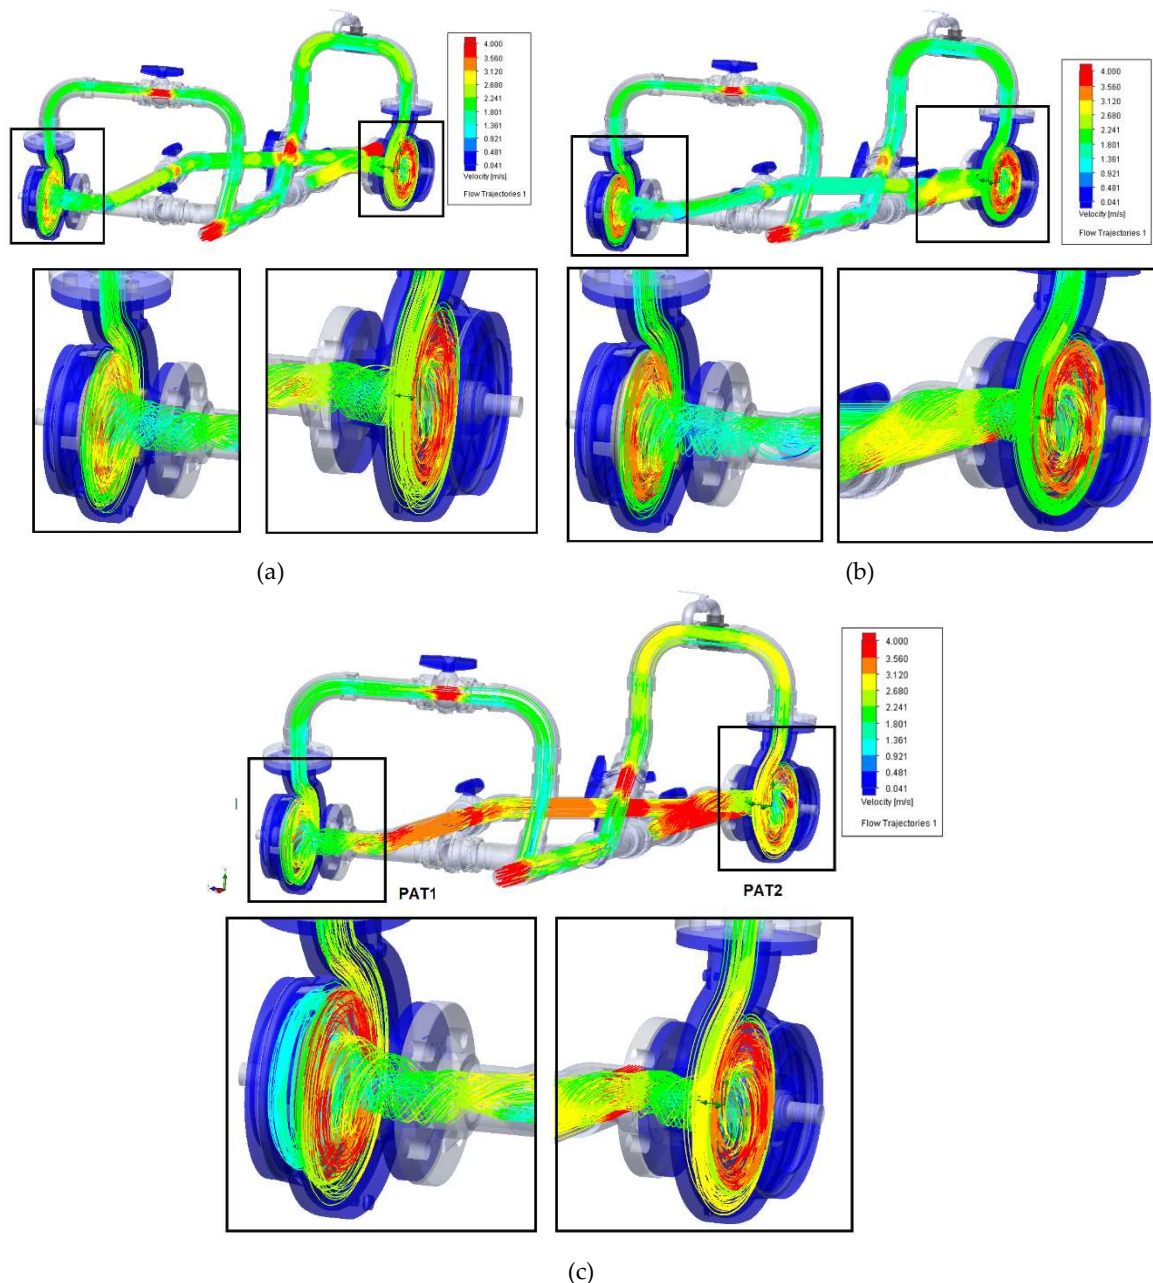 4.000
3.560
3.120
2.680
2.241
1.801
1.361
0.921
0.481
0.041
Velocity [m/s]
Flow Trajectories 1
4.000
3.560
3.120
2.680
2.241
1.801
1.361
0.921
0.481
0.041
Velocity [m/s]
Flow Trajectories 1
(a)
(b)
4.000
3.560
3.120
2.680
2.241
1.801
1.361
0.921
0.481
0.041
Velocity [m/s]
Flow Trajectories 1
PAT1
PAT2
(c)